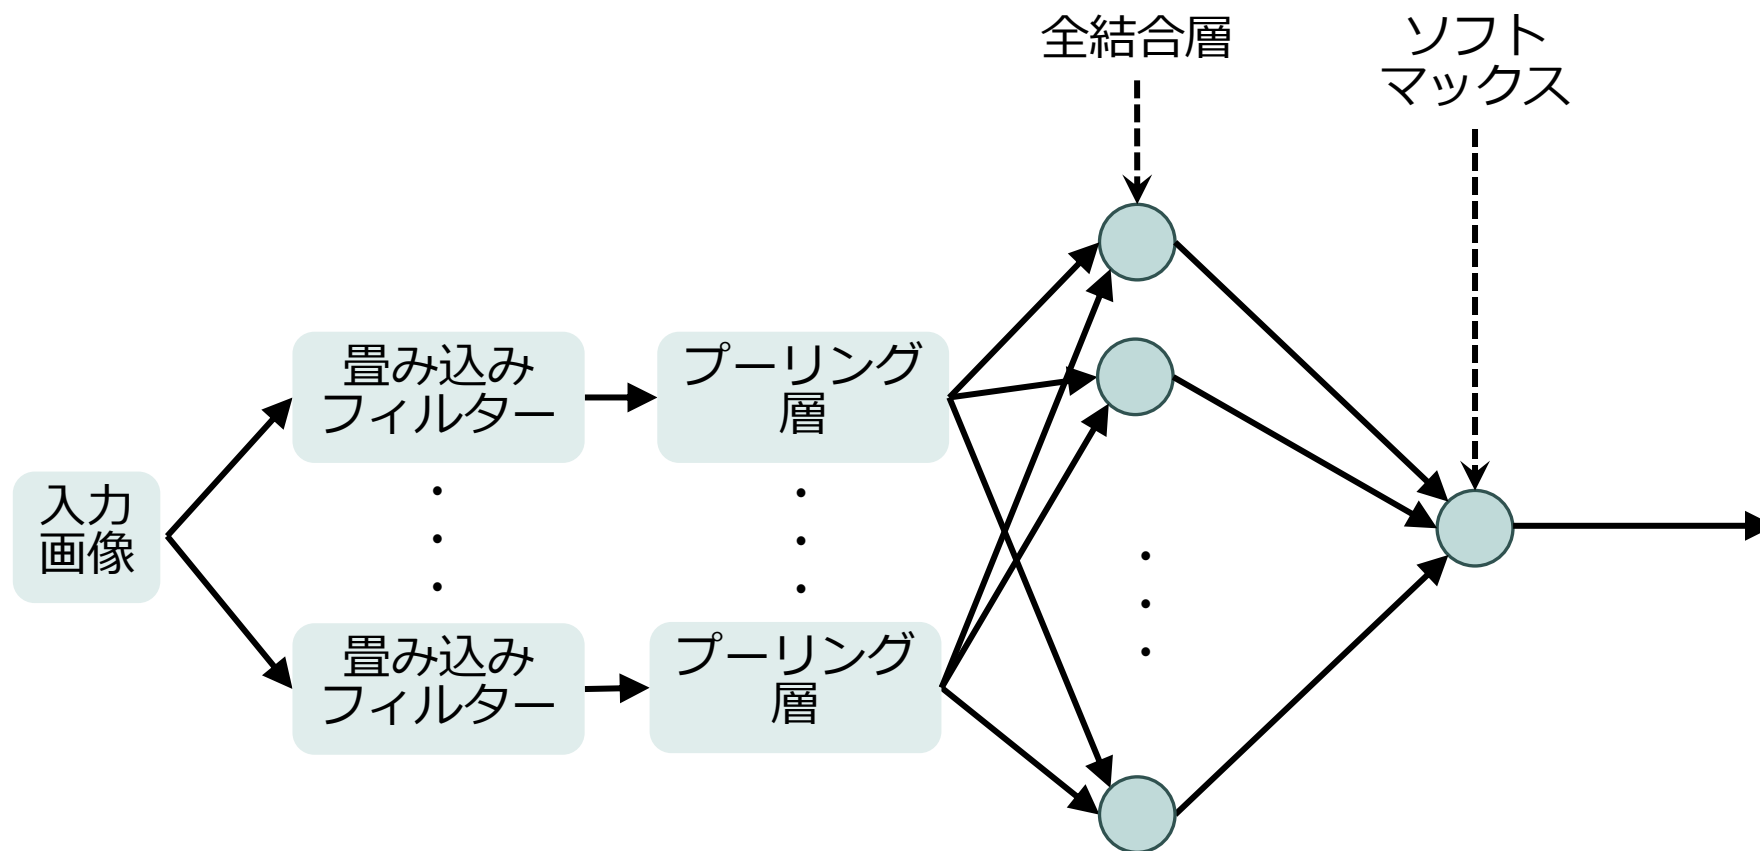 全結合層
ソフト
マックス
畳み込み
フィルター
プーリング
層
入力
画像
畳み込み
フィルター
プーリング
層